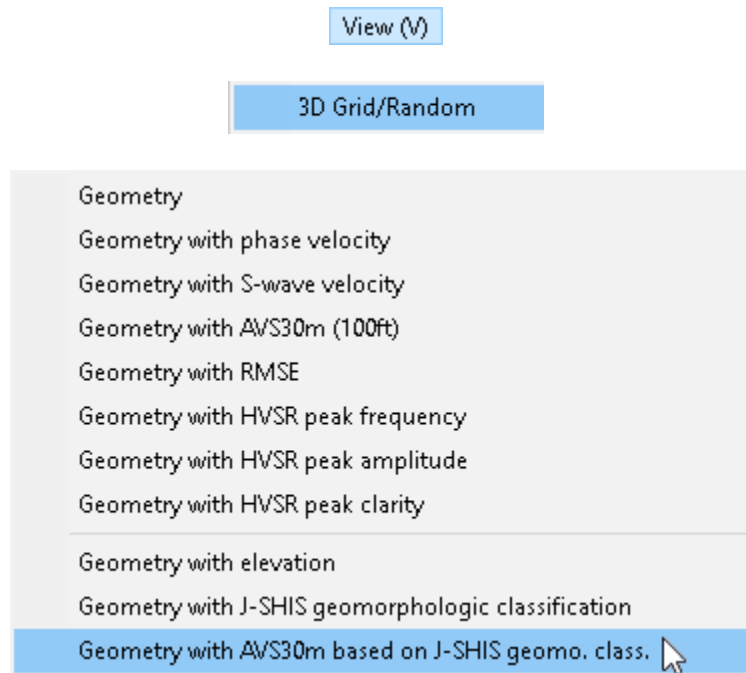 View (V)
3D Grid/Random
Geometry
Geometry with phase velocity
Geometry with S-wave velocity
Geometry with AVS30m (100ft)
Geometry with RMSE
Geometry with HVSR peak frequency
Geometry with HVSR peak amplitude
Geometry with HVSR peak clarity
Geometry with elevation
Geometry with J-SHIS geomorphologic classification
Geometry with AVS30m based on J-SHIS geomo. class.